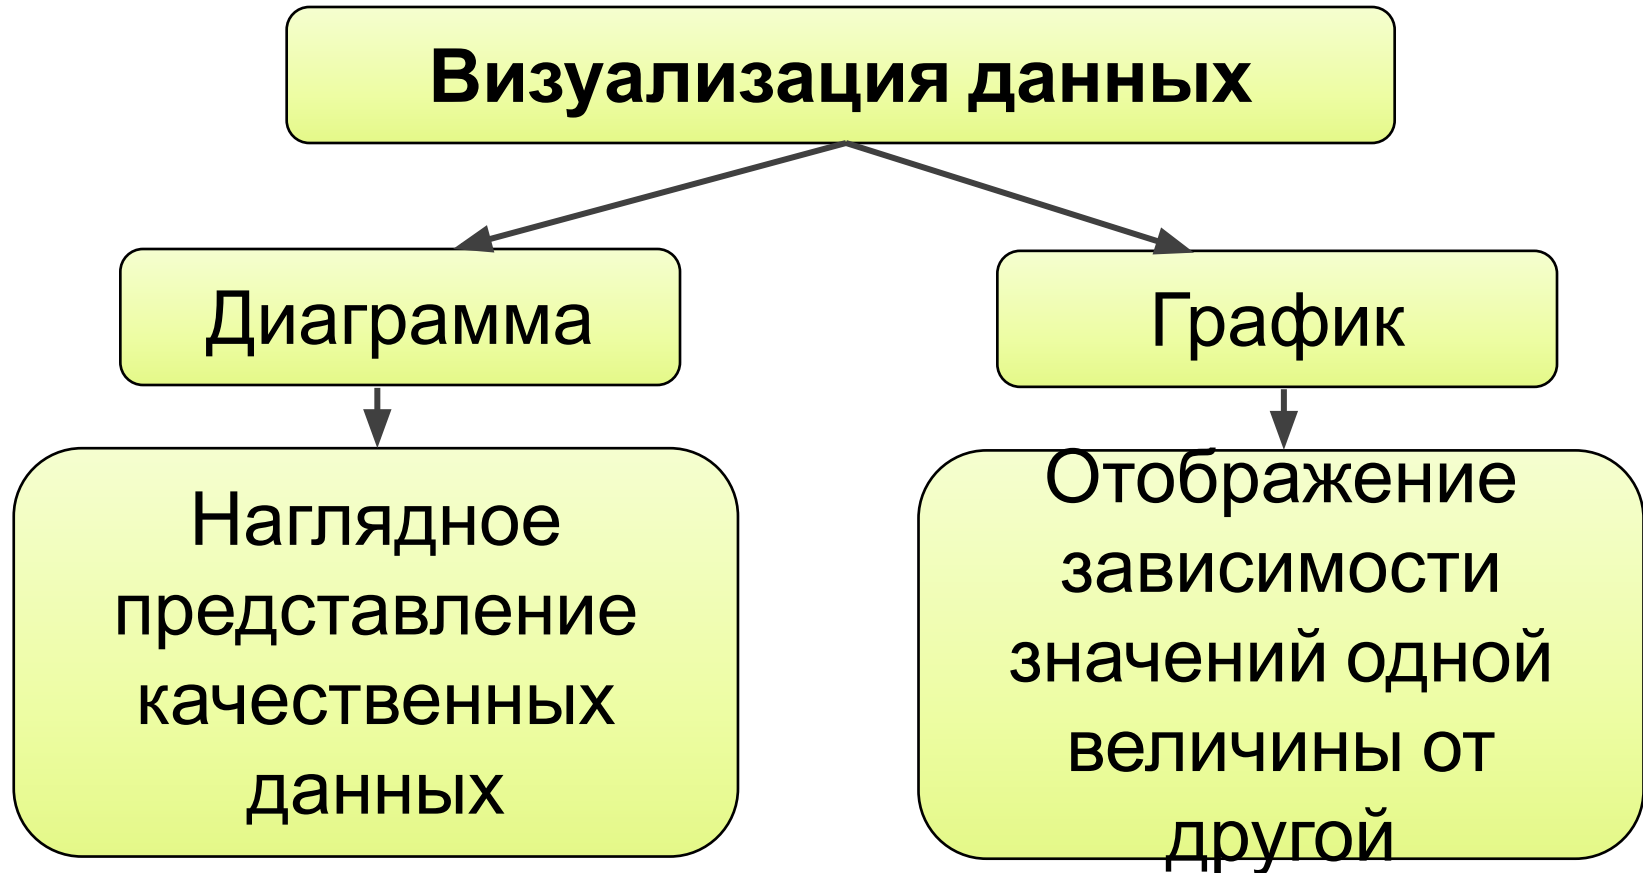 Визуализация данных
Диаграмма
График
Наглядное
представление
качественных
данных
Отображение
зависимости
значений одной
величины от
другой